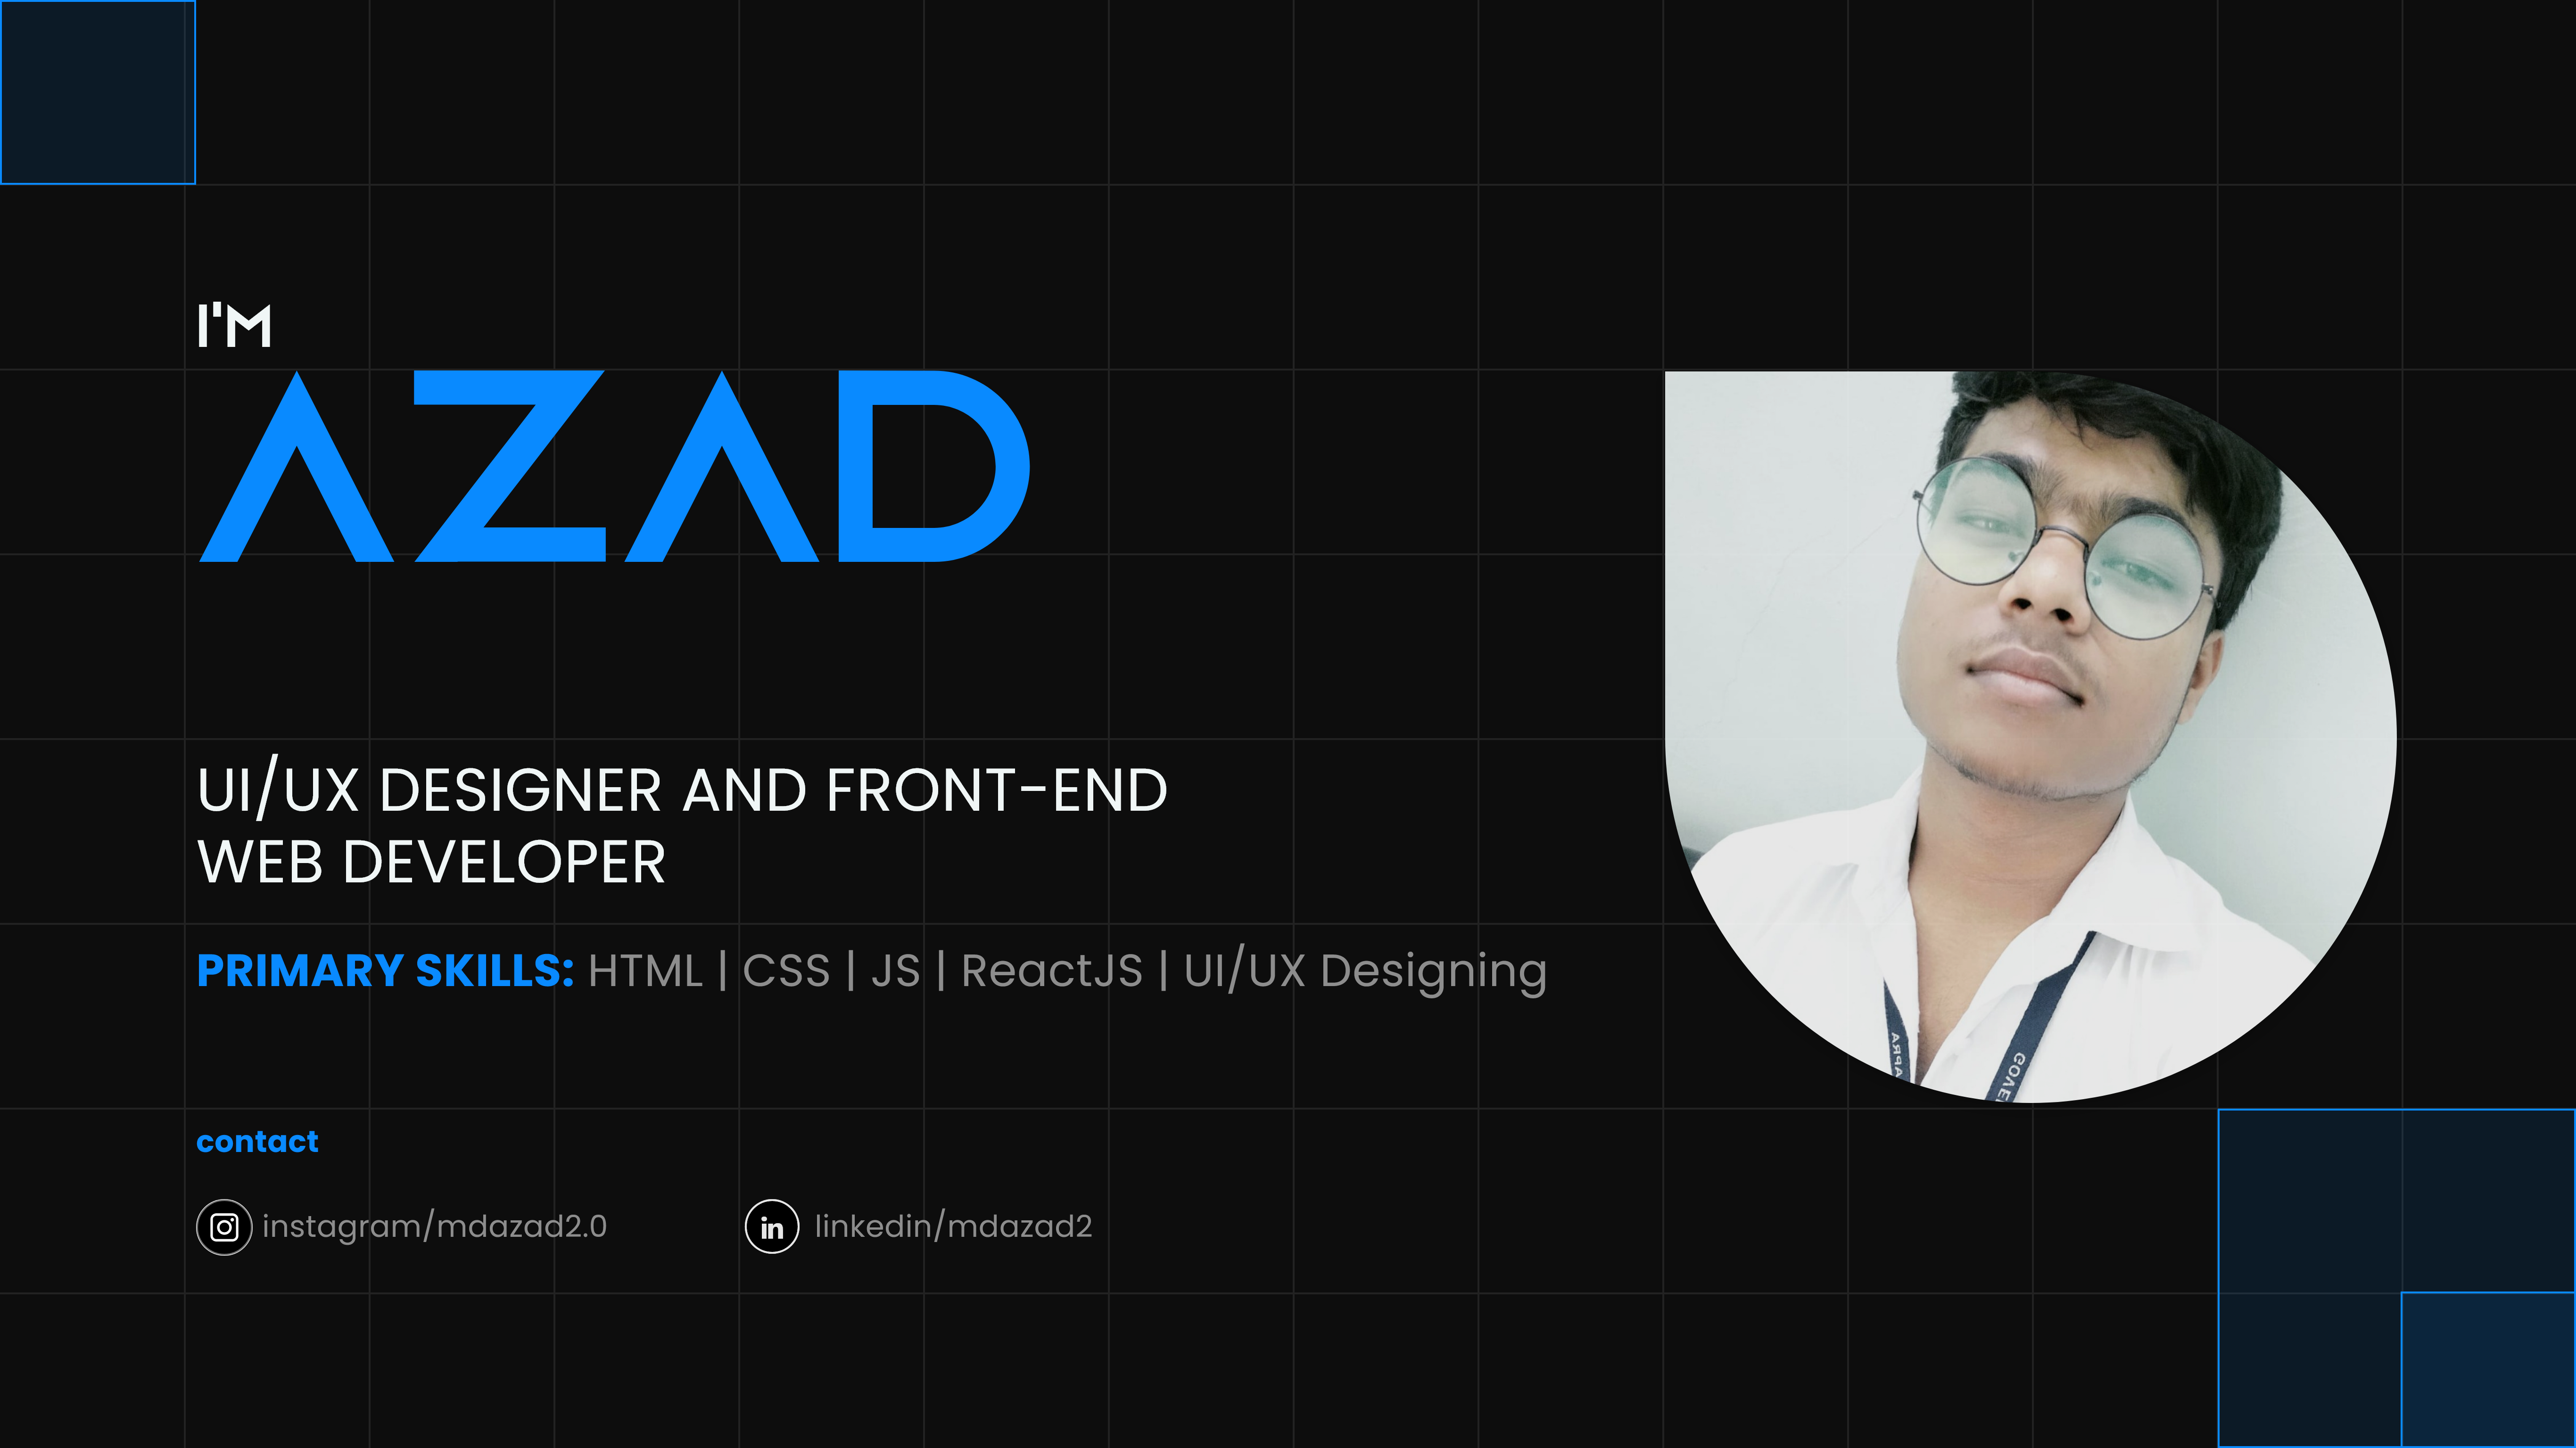 I'M
AZAD
UI/UX DESIGNER AND FRONT-END
WEB DEVELOPER
PRIMARY SKILLS: HTML | CSS | JS | ReactJS | UI/UX Designing
contact
instagram/mdazad2.0
in linkedin/mdazad2